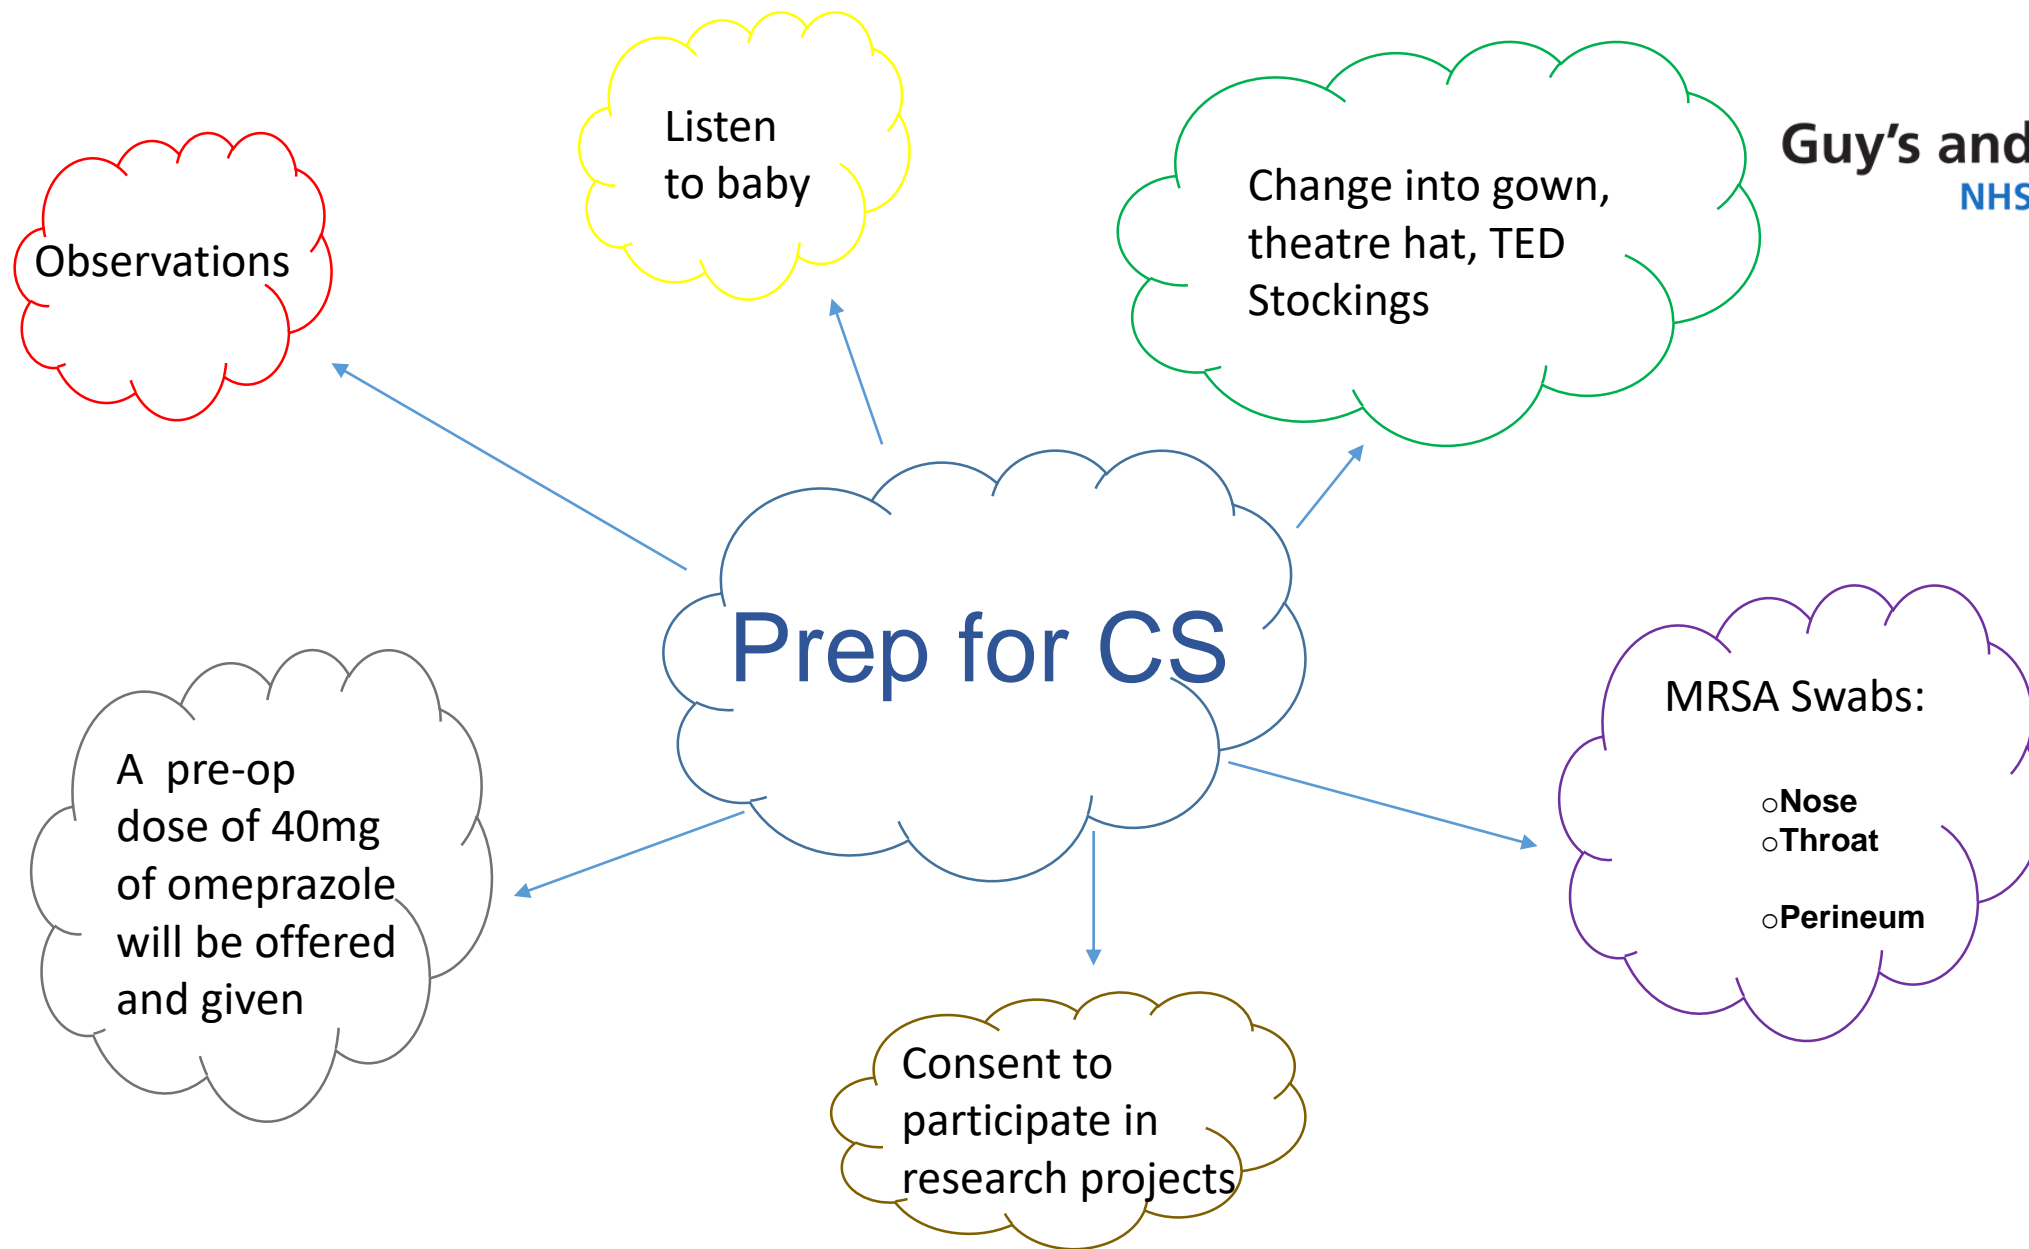 Listen
to baby
Guy's and
NHS
Change into gown,
theatre hat, TED
Stockings
Observations
Prep for CS
MRSA Swabs:
○Nose
○Throat
○Perineum
A  pre-op
dose of 40mg
of omeprazole
will be offered
and given
Consent to
participate in
research projects